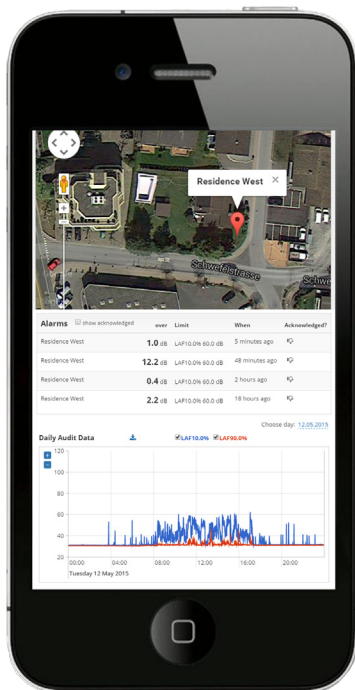 Residence West ×
Schwefelstrasse
Schwe
Alarms show acknowledged over Limit When Acknowledged?
Residence West 1.0 dB LAF10.0% 60.0 dB 5 minutes ago
Residence West 12.2 dB LAF10.0% 60.0 dB 48 minutes ago
Residence West 0.4 dB LAF10.0% 60.0 dB 2 hours ago
Residence West 2.2 dB LAF10.0% 60.0 dB 18 hours ago
Choose day: 12.05.2015
Daily Audit Data LAF10.0% LAF90.0%
120
100
80
60
40
20
00:00 04:00 08:00 12:00 16:00 20:00
Tuesday 12 May 2015